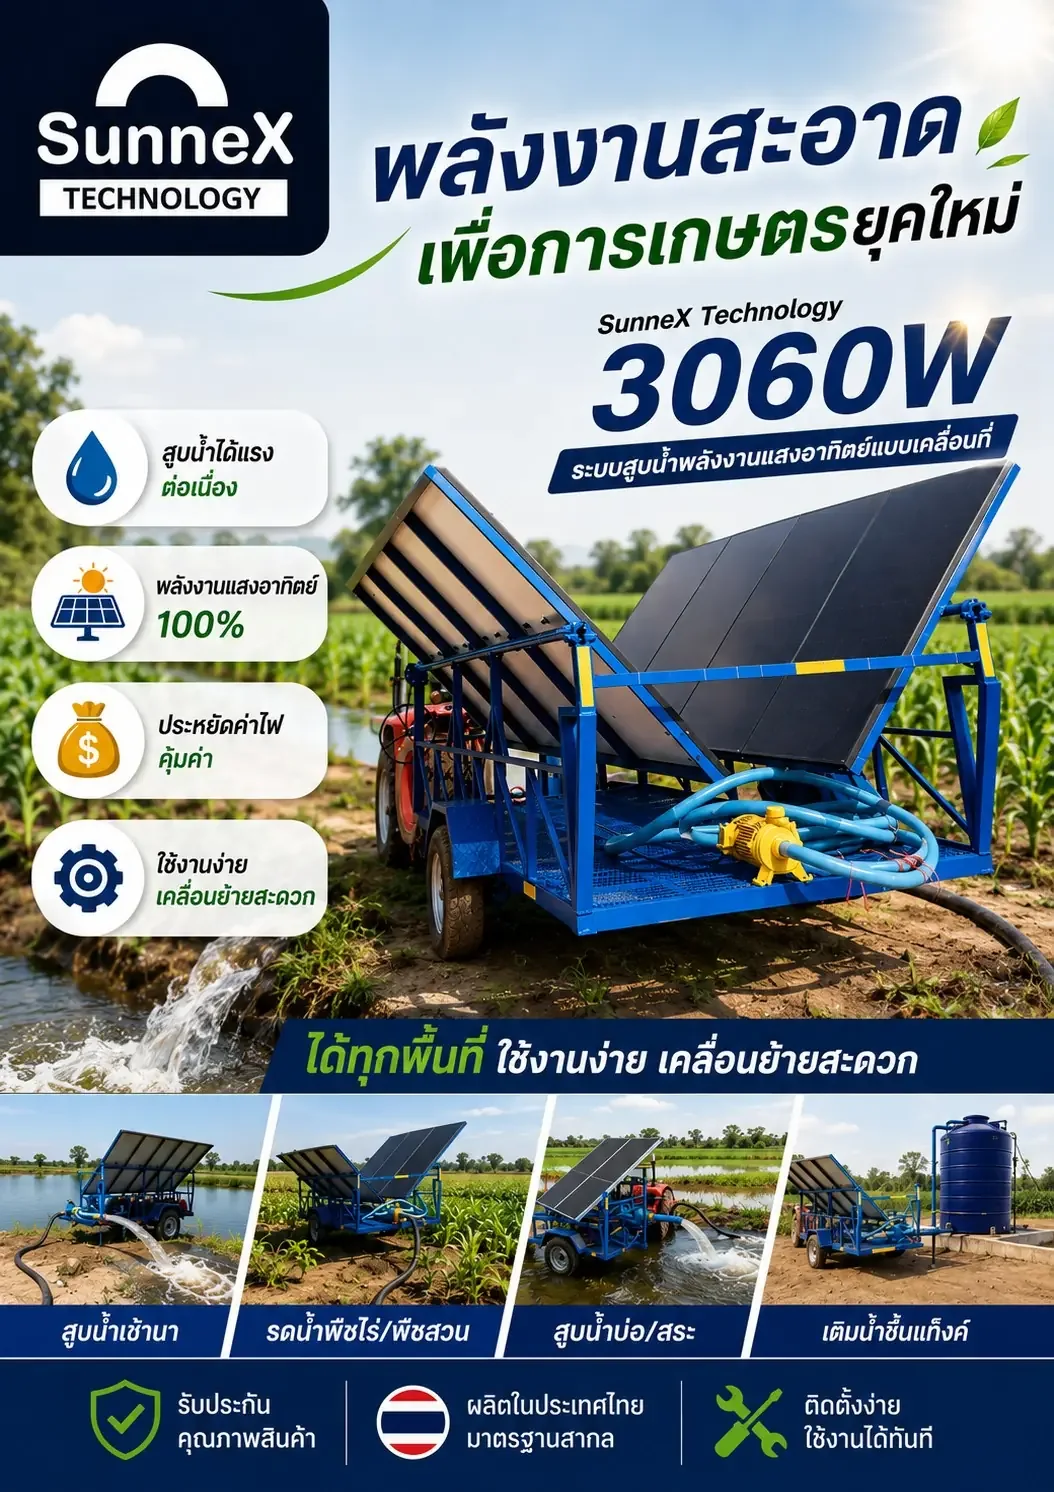 SunneX
TECHNOLOGY
พลังงานสะอาด
เพื่อการเกษตรยุคใหม่
SunneX Technology
3060W
ระบบสูบน้ำพลังงานแสงอาทิตย์แบบเคลื่อนที่
สูบน้ำได้แรง
ต่อเนื่อง
พลังงานแสงอาทิตย์
100%
ประหยัดค่าไฟ
คุ้มค่า
ใช้งานง่าย
เคลื่อนย้ายสะดวก
ได้ทุกพื้นที่ ใช้งานง่าย เคลื่อนย้ายสะดวก
สูบน้ำเช้านา
รดน้ำพืชไร่/พืชสวน
สูบน้ำบ่อ/สระ
เติมน้ำชื้นแท็งค์
รับประกัน
คุณภาพสินค้า
ผลิตในประเทศไทย
มาตรฐานสากล
ติดตั้งง่าย
ใช้งานได้ทันที